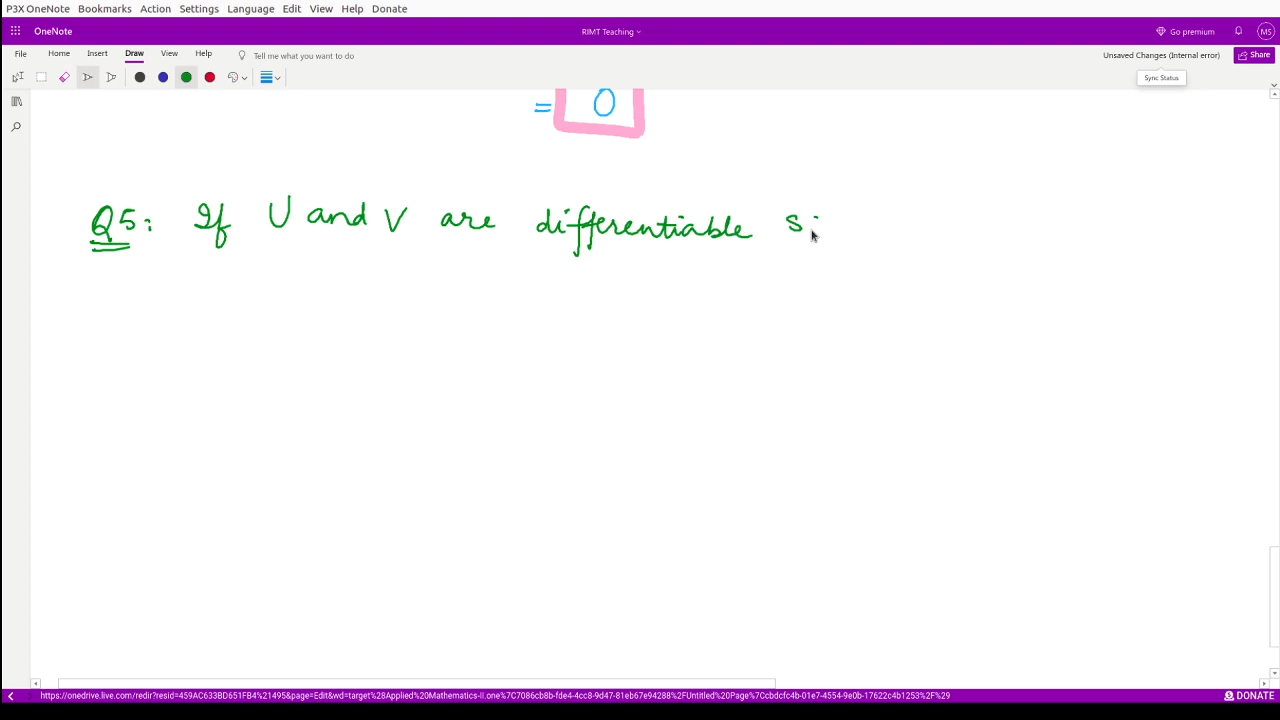 P3X OneNote Bookmarks Action Settings Language Edit View Help Donate
OneNote RIMT Teaching Go premium MS
File Home Insert Draw View Help Tell me what you want to do Unsaved Changes (Internal error) Share
Sync Status
= 0
Q5: If U and V are differentiable s
https://onedrive.live.com/redir?resid=459AC633BD651FB4%21495&page=Edit&wd=target%28Applied%20Mathematics-II.one%7C7086cb8b-fde4-4cc8-9d47-81eb67e94288%2FUntitled%20Page%7Ccbdcfc4b-01e7-4554-9e0b-17622c4b1253%2F%29 DONATE